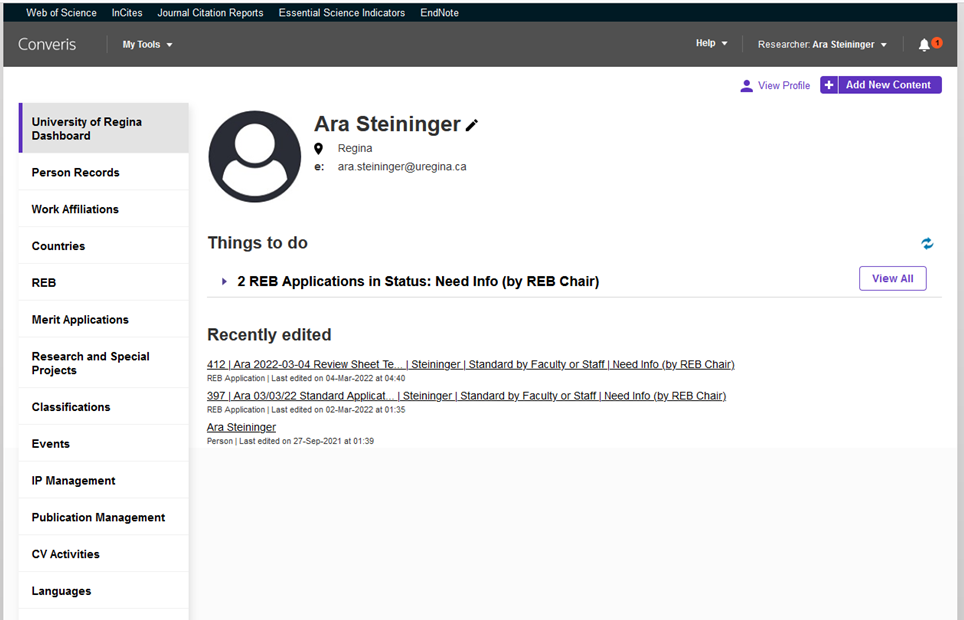 Web of Science InCites Journal Citation Reports Essential Science Indicators EndNote
Converis My Tools Help Researcher: Ara Steininger 1
View Profile + Add New Content
University of Regina
Dashboard
Person Records
Work Affiliations
Countries
REB
Merit Applications
Research and Special
Projects
Classifications
Events
IP Management
Publication Management
CV Activities
Languages
Ara Steininger
Regina
e: ara.steininger@uregina.ca
Things to do
2 REB Applications in Status: Need Info (by REB Chair) View All
Recently edited
412 | Ara 2022-03-04 Review Sheet Te... | Steininger | Standard by Faculty or Staff | Need Info (by REB Chair)
REB Application | Last edited on 04-Mar-2022 at 04:40
397 | Ara 03/03/22 Standard Applicat... | Steininger | Standard by Faculty or Staff | Need Info (by REB Chair)
REB Application | Last edited on 02-Mar-2022 at 01:35
Ara Steininger
Person | Last edited on 27-Sep-2021 at 01:39